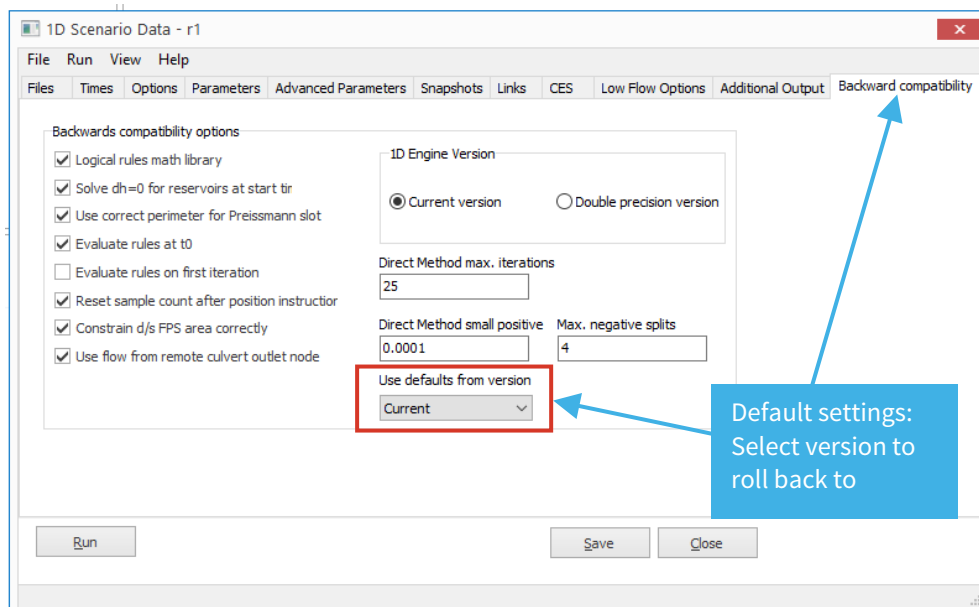 1D Scenario Data - r1
File Run View Help
Files Times Options Parameters Advanced Parameters Snapshots Links CES Low Flow Options Additional Output Backward compatibility
Backwards compatibility options
Logical rules math library
Solve dh=0 for reservoirs at start tir
Use correct perimeter for Preissmann slot
Evaluate rules at t0
Evaluate rules on first iteration
Reset sample count after position instructior
Constrain d/s FPS area correctly
Use flow from remote culvert outlet node
1D Engine Version
Current version Double precision version
Direct Method max. iterations
25
Direct Method small positive Max. negative splits
0.0001 4
Use defaults from version
Current
Default settings:
Select version to
roll back to
Run Save Close